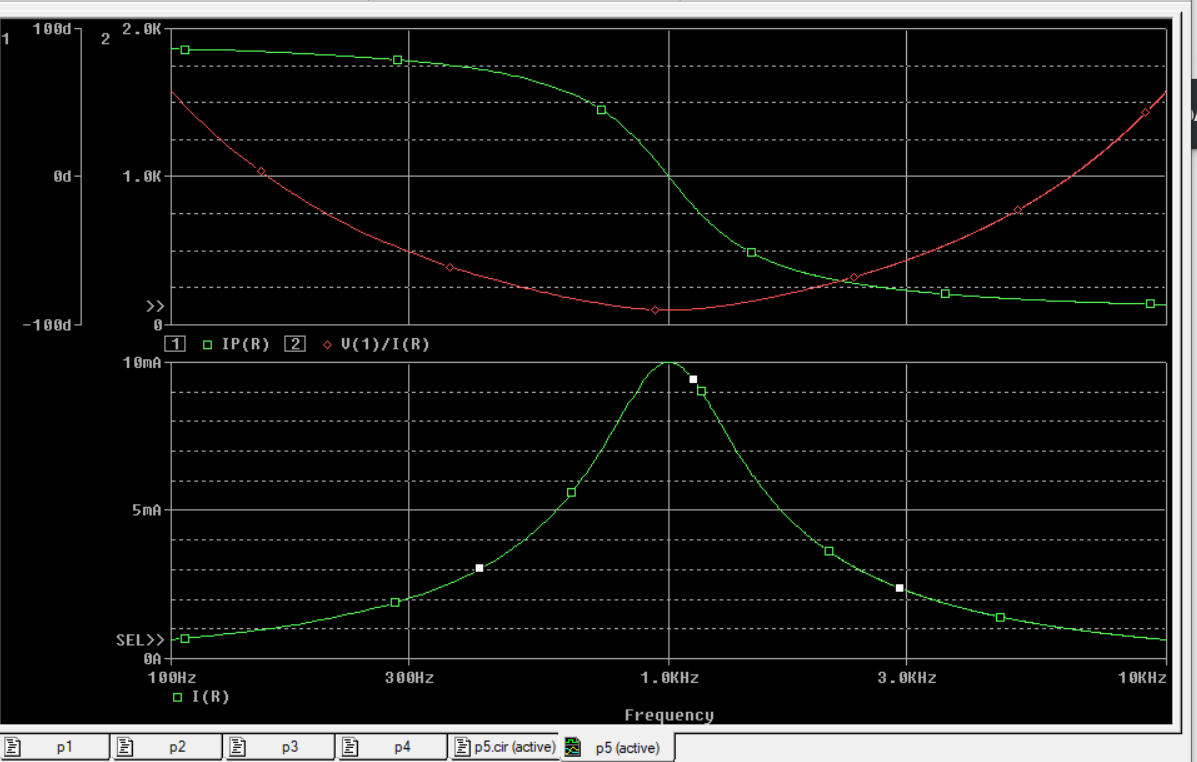 1 100d 2 2.0K
0d 1.0K
>>
-100d 0
1 IP(R) 2 V(1)/I(R)
10mA
5mA
SEL>>
0A
100Hz 300Hz 1.0KHz 3.0KHz 10KHz
I(R)
Frequency
p1 p2 p3 p4 p5.cir (active) p5 (active)